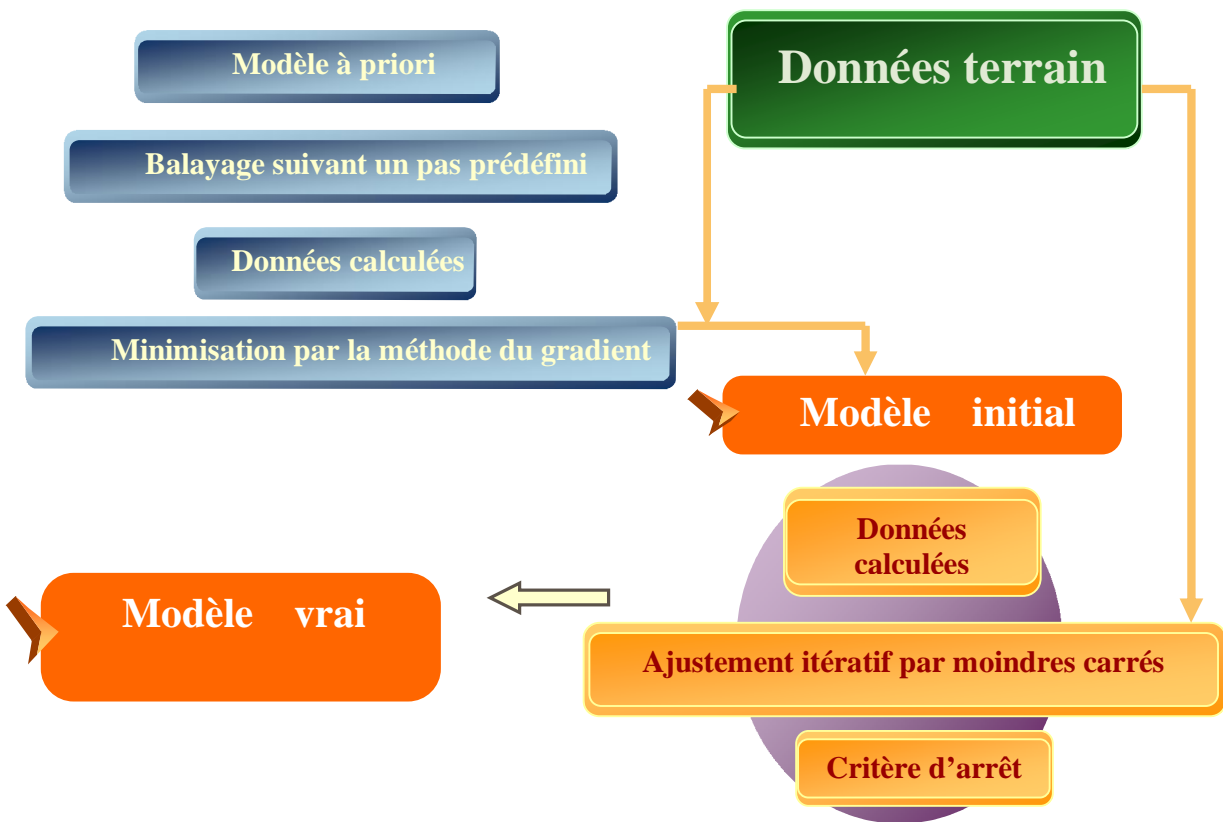 Modèle à priori
Données terrain
Balayage suivant un pas prédéfini
Données calculées
Minimisation par la méthode du gradient
Modèle initial
Données
calculées
Modèle vrai
Ajustement itératif par moindres carrés
Critère d'arrêt